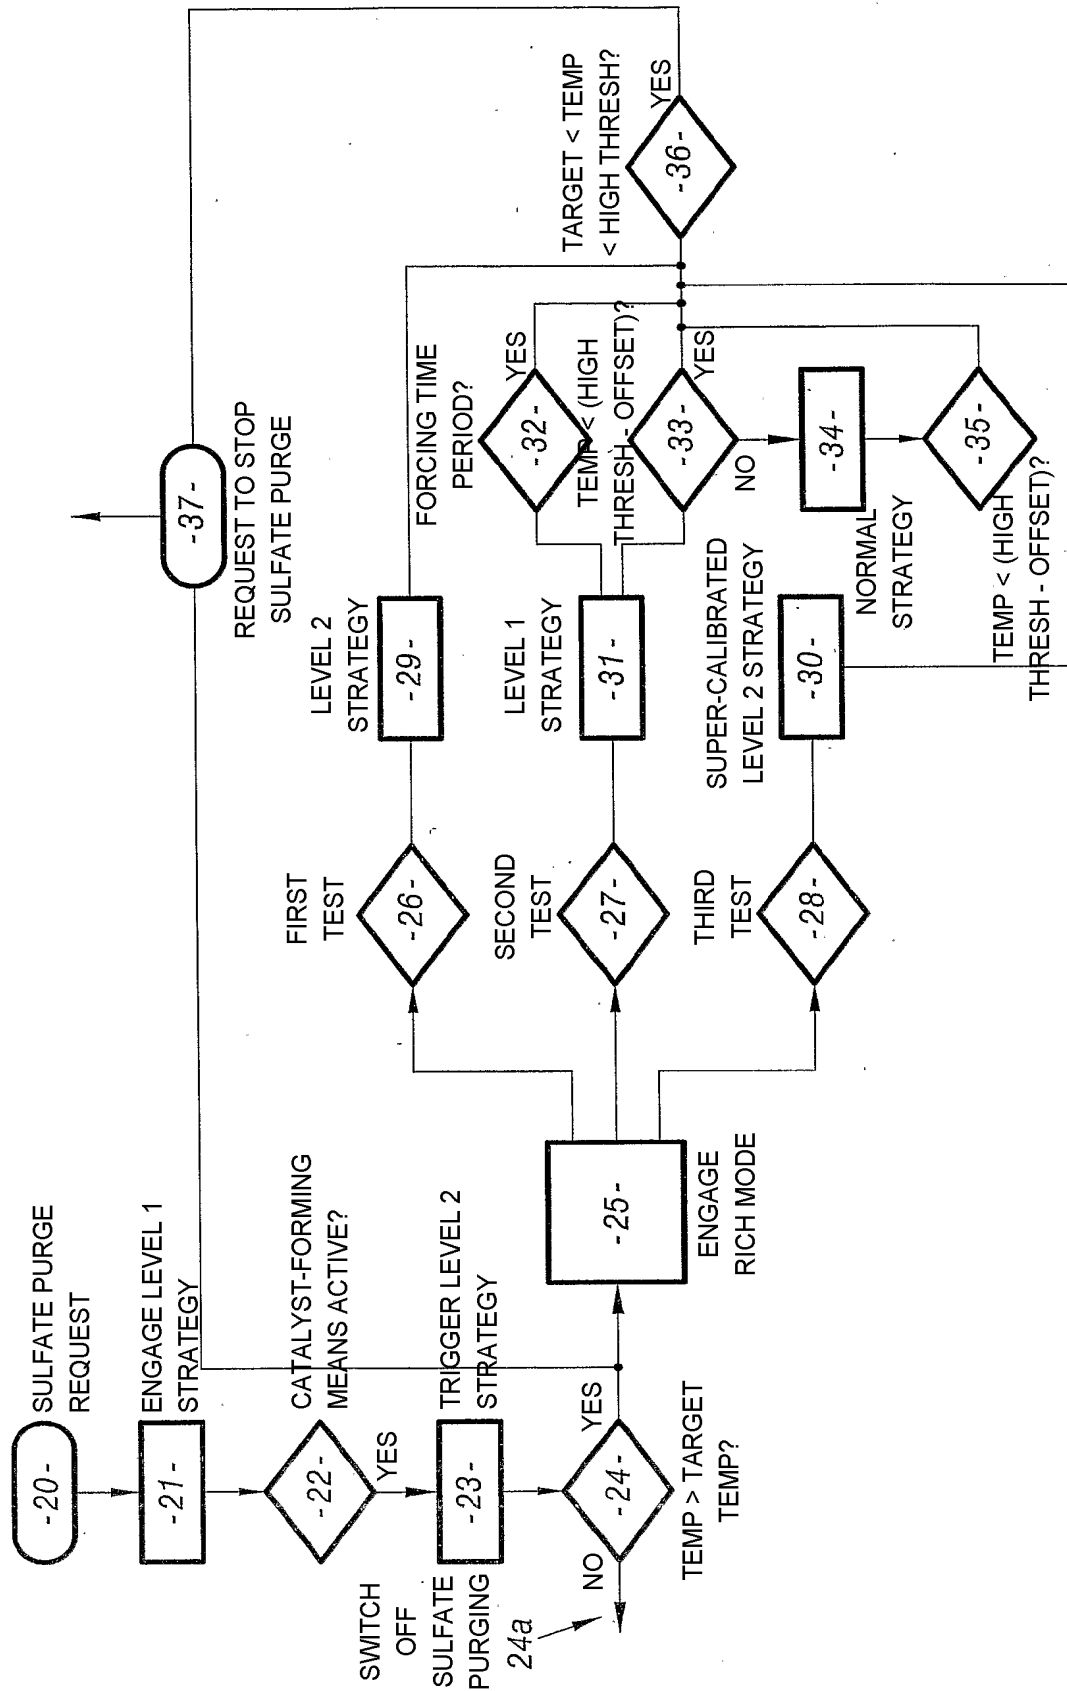 -20-
SULFATE PURGE
REQUEST
-21-
ENGAGE LEVEL 1
STRATEGY
-22-
CATALYST-FORMING
MEANS ACTIVE?
YES
-23-
TRIGGER LEVEL 2
STRATEGY
SWITCH
OFF
SULFATE
PURGING
24a
NO
-24-
YES
TEMP > TARGET
TEMP?
-25-
ENGAGE
RICH MODE
FIRST
TEST
-26-
SECOND
TEST
-27-
THIRD
TEST
-28-
LEVEL 2
STRATEGY
-29-
LEVEL 1
STRATEGY
-31-
SUPER-CALIBRATED
LEVEL 2 STRATEGY
-30-
FORCING TIME
PERIOD?
-32-
YES
TEMP < (HIGH
THRESH - OFFSET)?
-33-
YES
NO
-34-
NORMAL
STRATEGY
-35-
TEMP < (HIGH
THRESH - OFFSET)?
TARGET < TEMP
< HIGH THRESH?
-36-
YES
-37-
REQUEST TO STOP
SULFATE PURGE